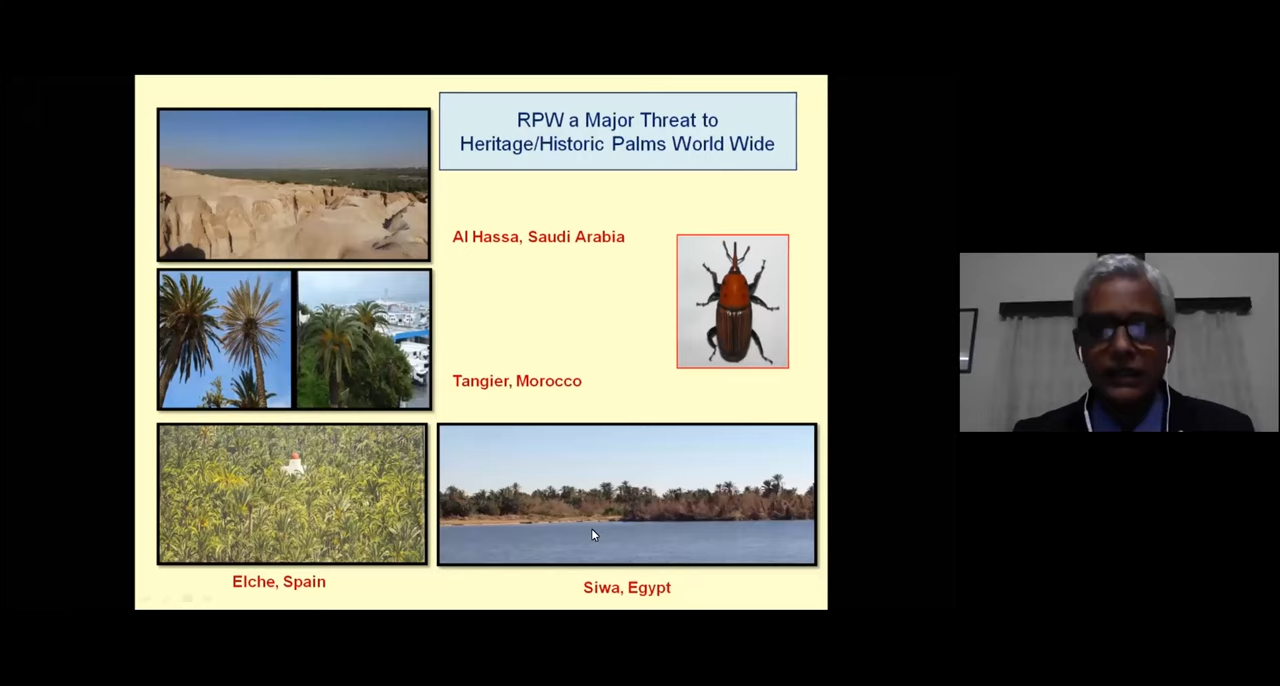 RPW a Major Threat to
Heritage/Historic Palms World Wide
Al Hassa, Saudi Arabia
Tangier, Morocco
Elche, Spain
Siwa, Egypt